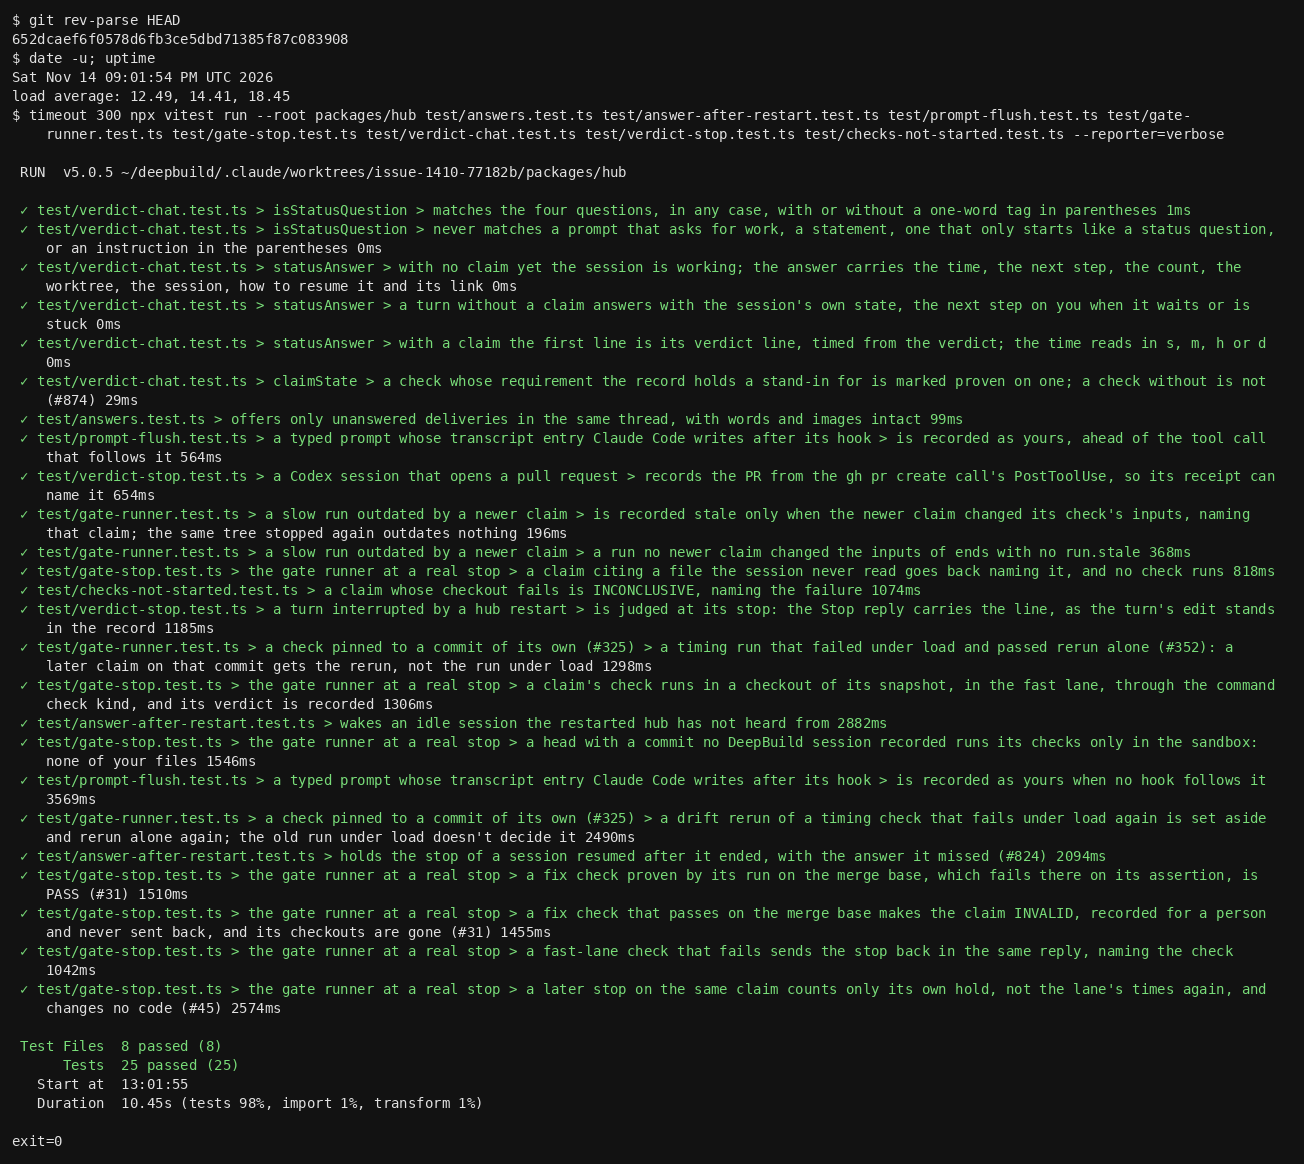 $ git rev-parse HEAD
652dcaef6f0578d6fb3ce5dbd71385f87c083908
$ date -u; uptime
Sat Nov 14 09:01:54 PM UTC 2026
load average: 12.49, 14.41, 18.45
$ timeout 300 npx vitest run --root packages/hub test/answers.test.ts test/answer-after-restart.test.ts test/prompt-flush.test.ts test/gate-
runner.test.ts test/gate-stop.test.ts test/verdict-chat.test.ts test/verdict-stop.test.ts test/checks-not-started.test.ts --reporter=verbose
RUN  v5.0.5 ~/deepbuild/.claude/worktrees/issue-1410-77182b/packages/hub
✓ test/verdict-chat.test.ts > isStatusQuestion > matches the four questions, in any case, with or without a one-word tag in parentheses 1ms
✓ test/verdict-chat.test.ts > isStatusQuestion > never matches a prompt that asks for work, a statement, one that only starts like a status question,
or an instruction in the parentheses 0ms
✓ test/verdict-chat.test.ts > statusAnswer > with no claim yet the session is working; the answer carries the time, the next step, the count, the
worktree, the session, how to resume it and its link 0ms
✓ test/verdict-chat.test.ts > statusAnswer > a turn without a claim answers with the session's own state, the next step on you when it waits or is
stuck 0ms
✓ test/verdict-chat.test.ts > statusAnswer > with a claim the first line is its verdict line, timed from the verdict; the time reads in s, m, h or d
0ms
✓ test/verdict-chat.test.ts > claimState > a check whose requirement the record holds a stand-in for is marked proven on one; a check without is not
(#874) 29ms
✓ test/answers.test.ts > offers only unanswered deliveries in the same thread, with words and images intact 99ms
✓ test/prompt-flush.test.ts > a typed prompt whose transcript entry Claude Code writes after its hook > is recorded as yours, ahead of the tool call
that follows it 564ms
✓ test/verdict-stop.test.ts > a Codex session that opens a pull request > records the PR from the gh pr create call's PostToolUse, so its receipt can
name it 654ms
✓ test/gate-runner.test.ts > a slow run outdated by a newer claim > is recorded stale only when the newer claim changed its check's inputs, naming
that claim; the same tree stopped again outdates nothing 196ms
✓ test/gate-runner.test.ts > a slow run outdated by a newer claim > a run no newer claim changed the inputs of ends with no run.stale 368ms
✓ test/gate-stop.test.ts > the gate runner at a real stop > a claim citing a file the session never read goes back naming it, and no check runs 818ms
✓ test/checks-not-started.test.ts > a claim whose checkout fails is INCONCLUSIVE, naming the failure 1074ms
✓ test/verdict-stop.test.ts > a turn interrupted by a hub restart > is judged at its stop: the Stop reply carries the line, as the turn's edit stands
in the record 1185ms
✓ test/gate-runner.test.ts > a check pinned to a commit of its own (#325) > a timing run that failed under load and passed rerun alone (#352): a
later claim on that commit gets the rerun, not the run under load 1298ms
✓ test/gate-stop.test.ts > the gate runner at a real stop > a claim's check runs in a checkout of its snapshot, in the fast lane, through the command
check kind, and its verdict is recorded 1306ms
✓ test/answer-after-restart.test.ts > wakes an idle session the restarted hub has not heard from 2882ms
✓ test/gate-stop.test.ts > the gate runner at a real stop > a head with a commit no DeepBuild session recorded runs its checks only in the sandbox:
none of your files 1546ms
✓ test/prompt-flush.test.ts > a typed prompt whose transcript entry Claude Code writes after its hook > is recorded as yours when no hook follows it
3569ms
✓ test/gate-runner.test.ts > a check pinned to a commit of its own (#325) > a drift rerun of a timing check that fails under load again is set aside
and rerun alone again; the old run under load doesn't decide it 2490ms
✓ test/answer-after-restart.test.ts > holds the stop of a session resumed after it ended, with the answer it missed (#824) 2094ms
✓ test/gate-stop.test.ts > the gate runner at a real stop > a fix check proven by its run on the merge base, which fails there on its assertion, is
PASS (#31) 1510ms
✓ test/gate-stop.test.ts > the gate runner at a real stop > a fix check that passes on the merge base makes the claim INVALID, recorded for a person
and never sent back, and its checkouts are gone (#31) 1455ms
✓ test/gate-stop.test.ts > the gate runner at a real stop > a fast-lane check that fails sends the stop back in the same reply, naming the check
1042ms
✓ test/gate-stop.test.ts > the gate runner at a real stop > a later stop on the same claim counts only its own hold, not the lane's times again, and
changes no code (#45) 2574ms
Test Files  8 passed (8)
Tests  25 passed (25)
Start at  13:01:55
Duration  10.45s (tests 98%, import 1%, transform 1%)
exit=0